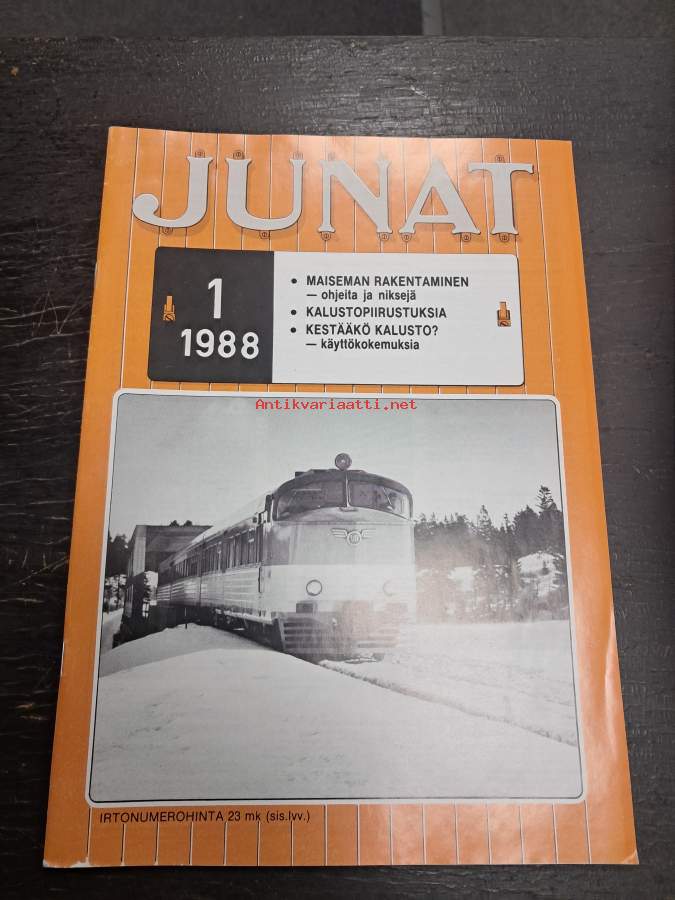 JUNAT
1
1988
• MAISEMAN RAKENTAMINEN
— ohjeita ja niksejä
• KALUSTOPIIRUSTUKSIA
• KESTÄÄKÖ KALUSTO?
— käyttökokemuksia
Antikvariaatti.net
IRTONUMEROHINTA 23 mk (sis.lvv.)